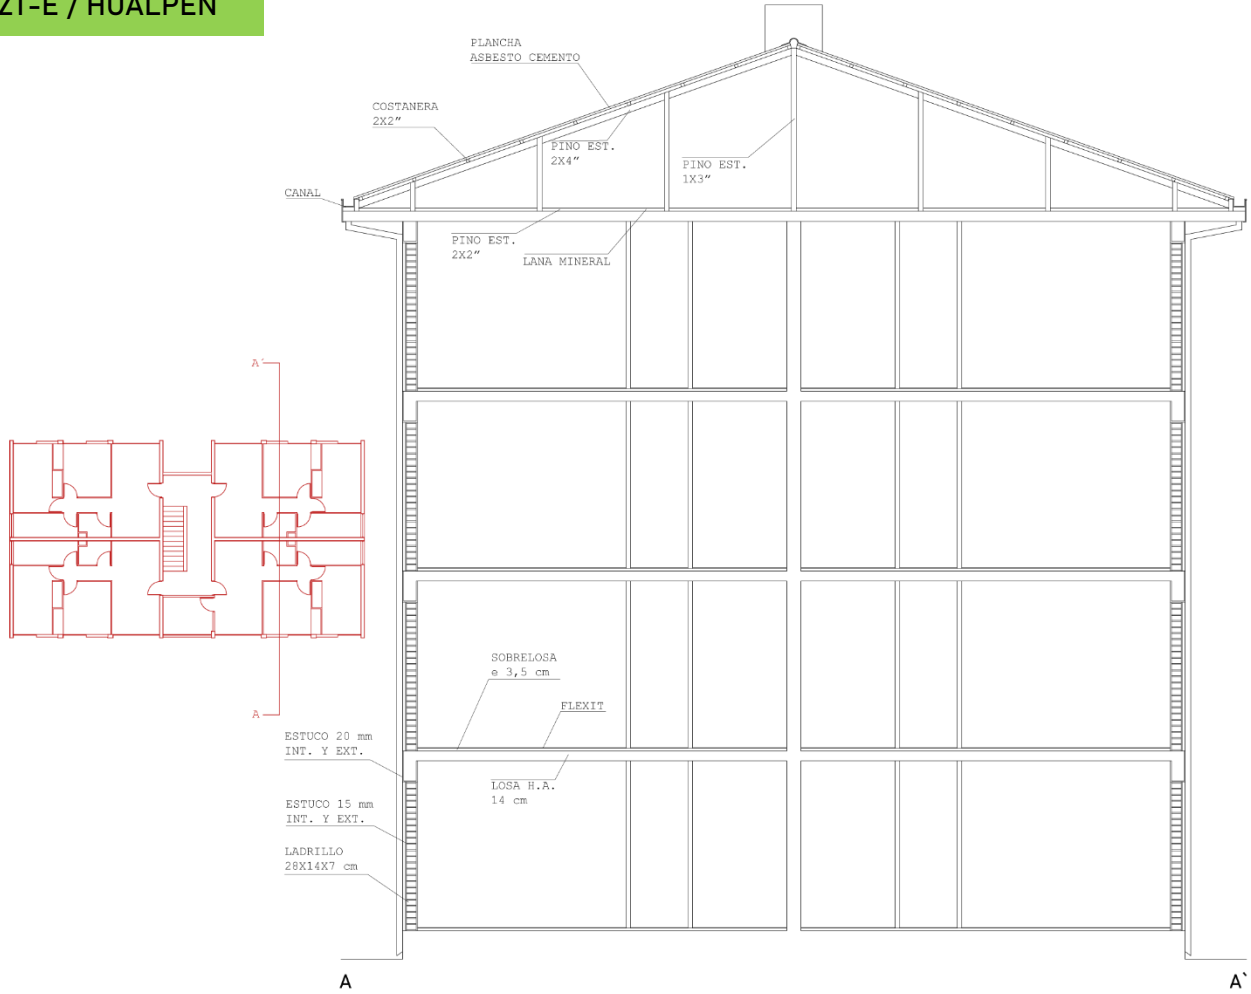 ZT-E / HUALPEN
PLANCHA
ASBESTO CEMENTO
COSTANERA
2X2"
PINO EST.
2X4"
PINO EST.
1X3"
CANAL
PINO EST.
2X2"
LANA MINERAL
A´
A
SOBRELOSA
e 3,5 cm
FLEXIT
ESTUCO 20 mm
INT. Y EXT.
LOSA H.A.
14 cm
ESTUCO 15 mm
INT. Y EXT.
LADRILLO
28X14X7 cm
A
A`